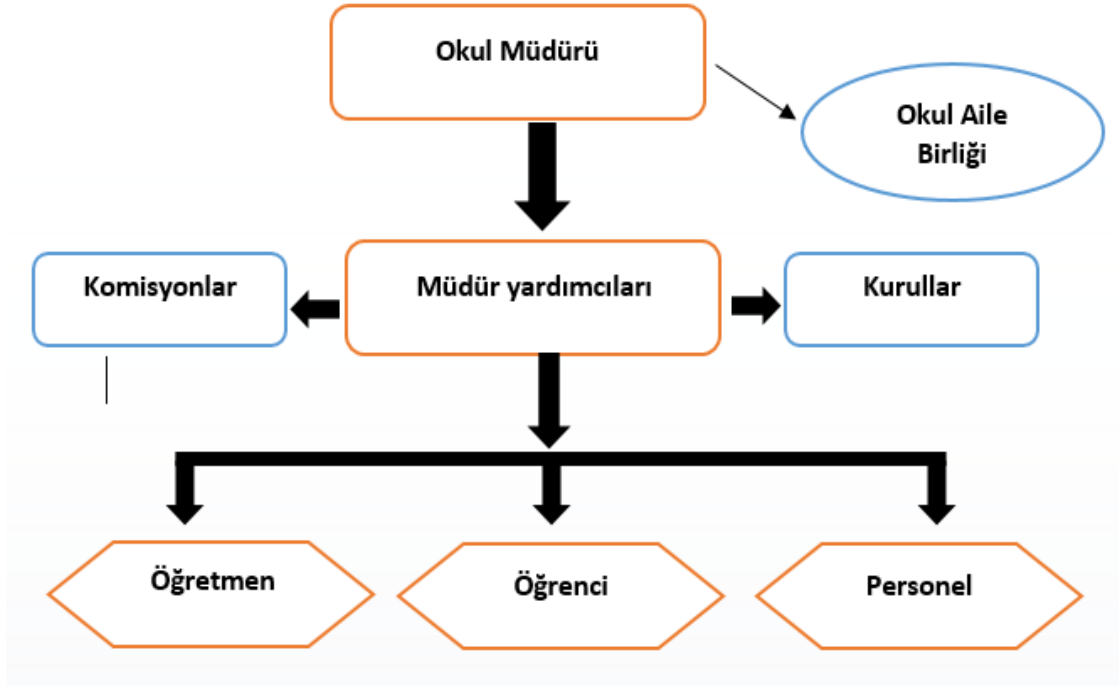 Okul Müdürü
Okul Aile
Birliği
Komisyonlar
Müdür yardımcıları
Kurullar
Öğretmen
Öğrenci
Personel